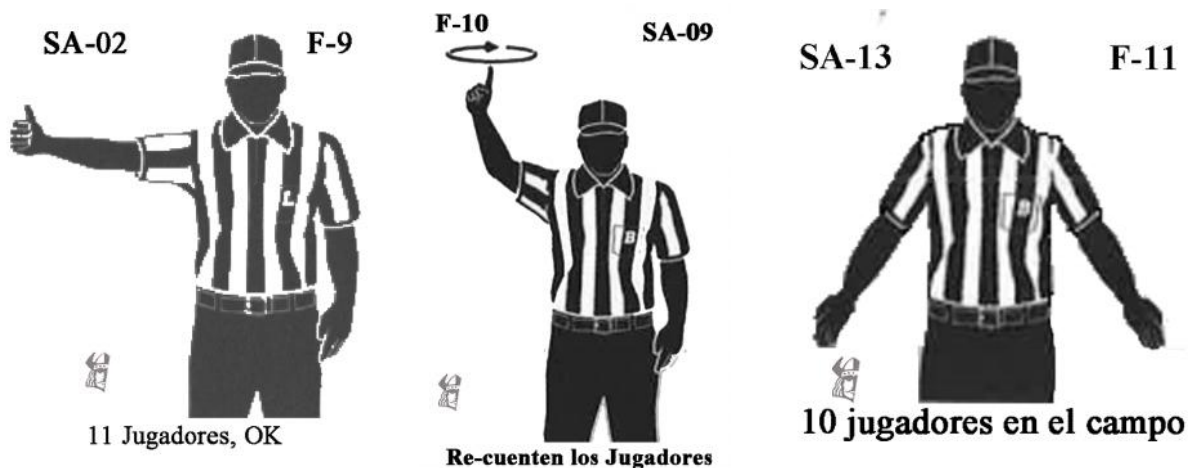 SA-02 F-9
11 Jugadores, OK
F-10 SA-09
B
Re-cuenten los Jugadores
SA-13 F-11
B
10 jugadores en el campo